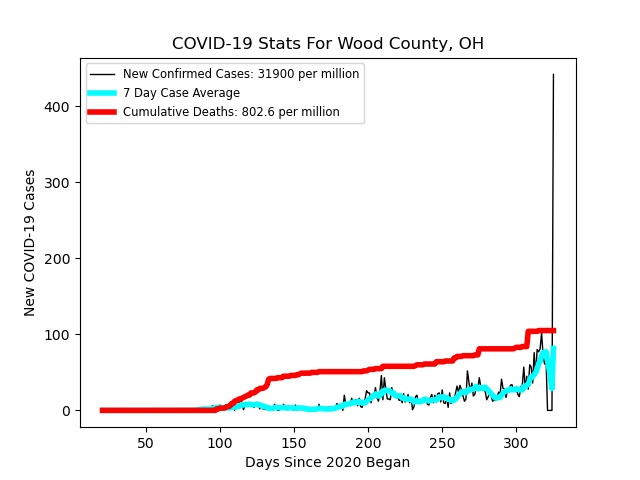 COVID-19 Stats For Wood County, OH
New Confirmed Cases: 31900 per million
7 Day Case Average
Cumulative Deaths: 802.6 per million
New COVID-19 Cases
400
300
200
100
0
50 100 150 200 250 300
Days Since 2020 Began